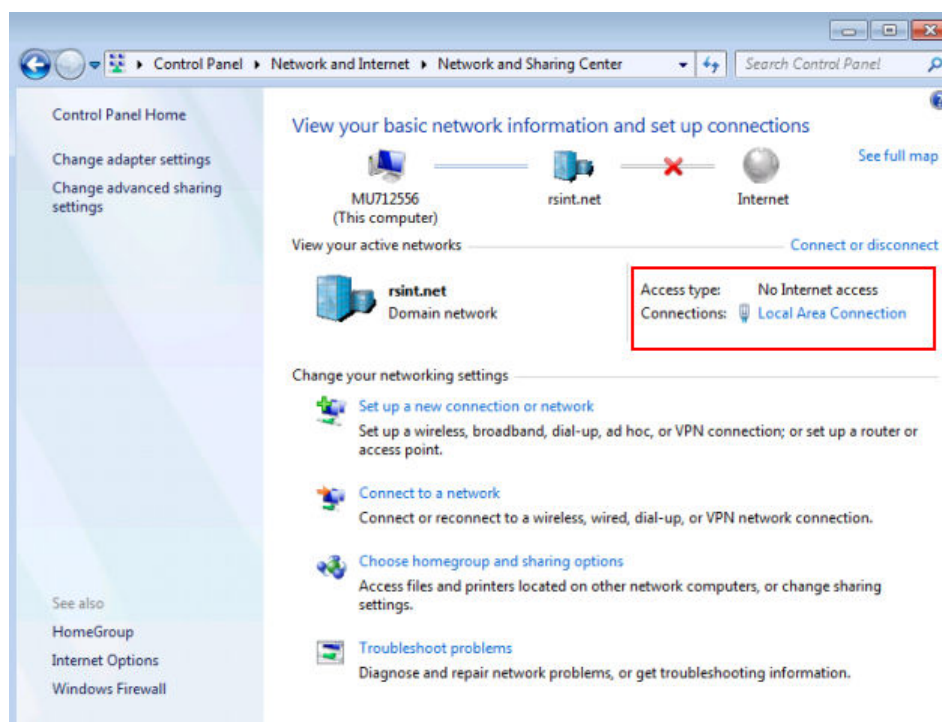 Control Panel Network and Internet Network and Sharing Center Search Control Panel
Control Panel Home
Change adapter settings
Change advanced sharing
settings
View your basic network information and set up connections
See full map
MU712556
(This computer)
rsint.net
Internet
View your active networks
Connect or disconnect
rsint.net
Domain network
Access type: No Internet access
Connections: Local Area Connection
Change your networking settings
Set up a new connection or network
Set up a wireless, broadband, dial-up, ad hoc, or VPN connection; or set up a router or
access point.
Connect to a network
Connect or reconnect to a wireless, wired, dial-up, or VPN network connection.
Choose homegroup and sharing options
Access files and printers located on other network computers, or change sharing
settings.
Troubleshoot problems
Diagnose and repair network problems, or get troubleshooting information.
See also
HomeGroup
Internet Options
Windows Firewall